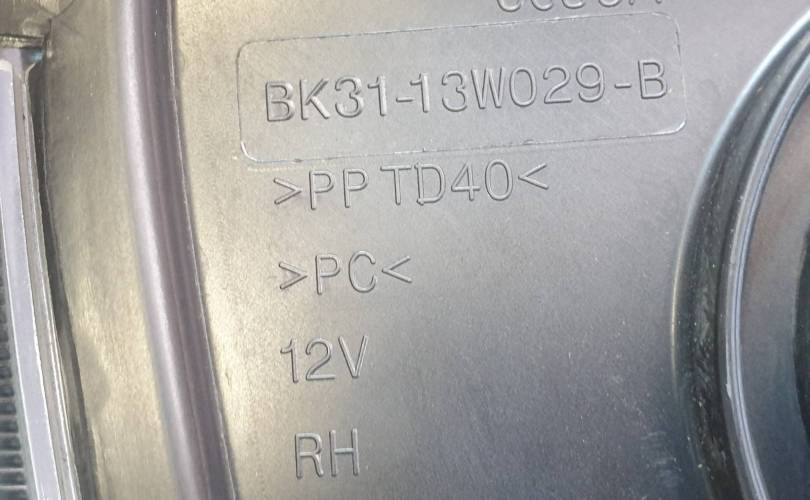 BK31-13W029-B
>PP TD40<
>PC<
12V
RH